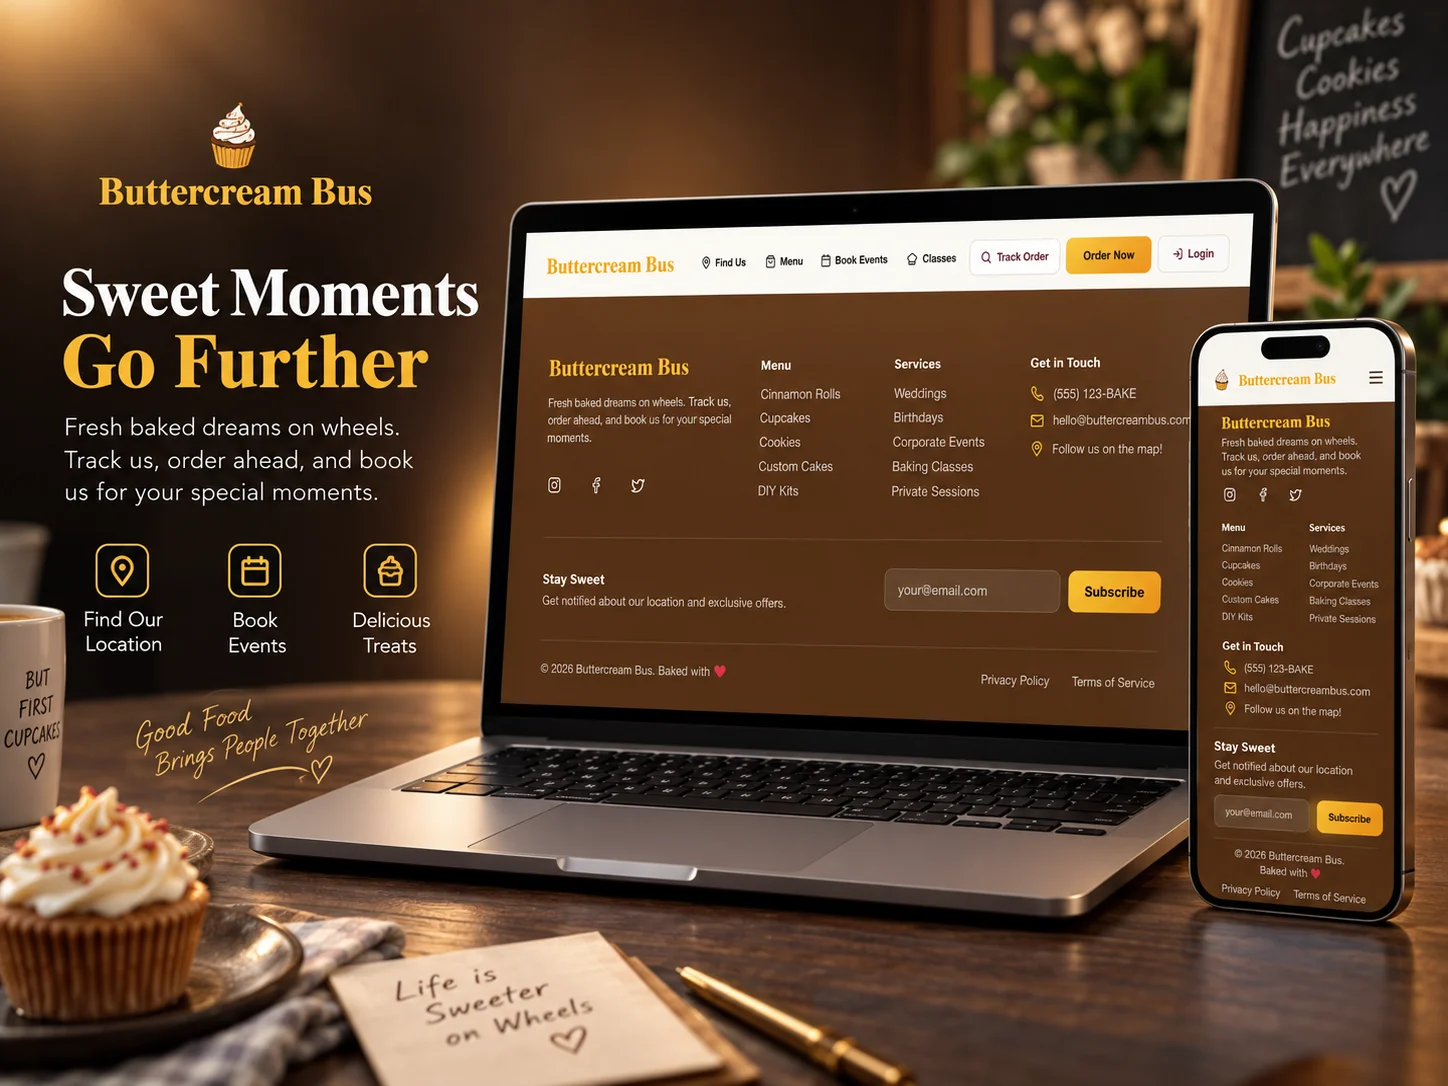 Buttercream Bus
Sweet Moments
Go Further
Fresh baked dreams on wheels.
Track us, order ahead, and book
us for your special moments.
Find Our
Location
Book
Events
Delicious
Treats
Good Food
Brings People Together
BUT
FIRST
CUPCAKES
Life is
Sweeter
on Wheels
Cupcakes
Cookies
Happiness
Everywhere
Buttercream Bus
Find Us
Menu
Book Events
Classes
Track Order
Order Now
Login
Buttercream Bus
Fresh baked dreams on wheels. Track us,
order ahead, and book us for your special
moments.
Menu
Cinnamon Rolls
Cupcakes
Cookies
Custom Cakes
DIY Kits
Services
Weddings
Birthdays
Corporate Events
Baking Classes
Private Sessions
Get in Touch
(555) 123-BAKE
hello@buttercreambus.com
Follow us on the map!
Stay Sweet
Get notified about our location and exclusive offers.
your@email.com
Subscribe
© 2026 Buttercream Bus. Baked with ♥
Privacy Policy
Terms of Service
Buttercream Bus
Buttercream Bus
Fresh baked dreams on wheels.
Track us, order ahead, and book
us for your special moments.
Menu
Cinnamon Rolls
Cupcakes
Cookies
Custom Cakes
DIY Kits
Services
Weddings
Birthdays
Corporate Events
Baking Classes
Private Sessions
Get in Touch
(555) 123-BAKE
hello@buttercreambus.com
Follow us on the map!
Stay Sweet
Get notified about our location
and exclusive offers.
your@email.com
Subscribe
© 2026 Buttercream Bus.
Baked with ♥
Privacy Policy
Terms of Service